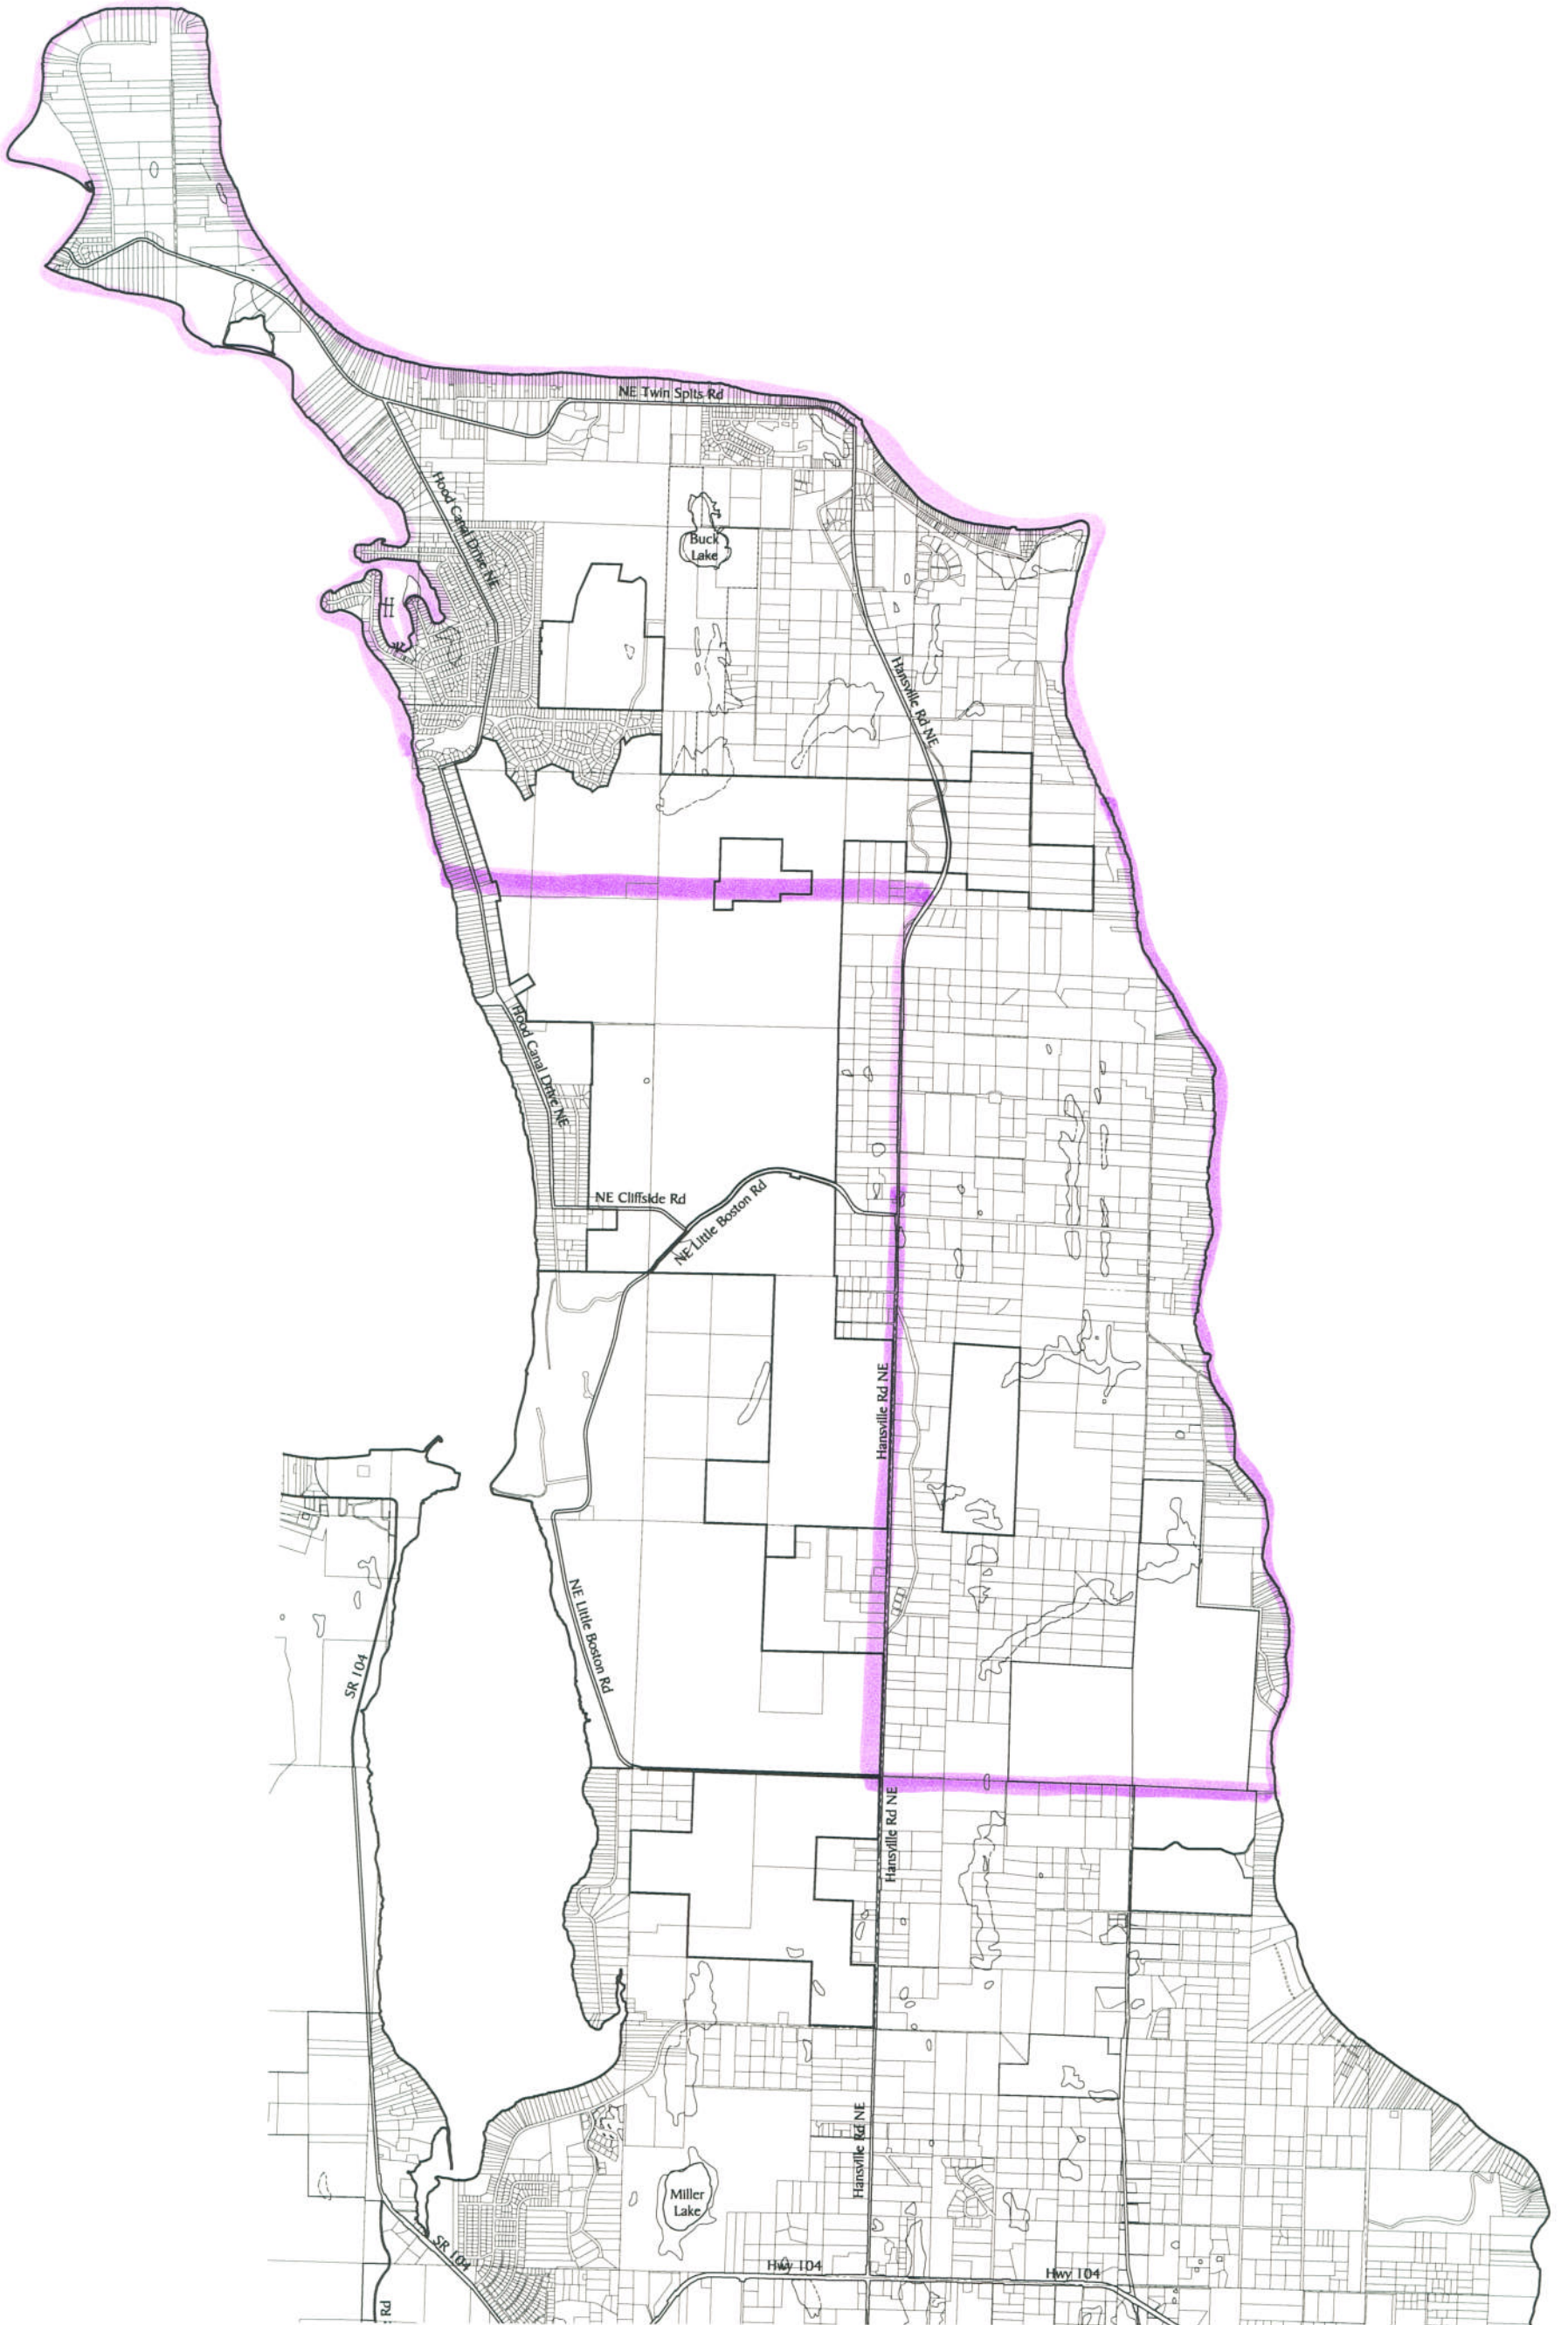 NE Twin Spits Rd
Hood Canal Drive NE
Buck
Lake
Hansville Rd NE
Hood Canal Drive NE
NE Cliffside Rd
NE Little Boston Rd
Hansville Rd NE
NE Little Boston Rd
SR 104
Hansville Rd NE
Hansville Rd NE
Miller
Lake
SR 104
Hwy 104
Hwy 104
Rd